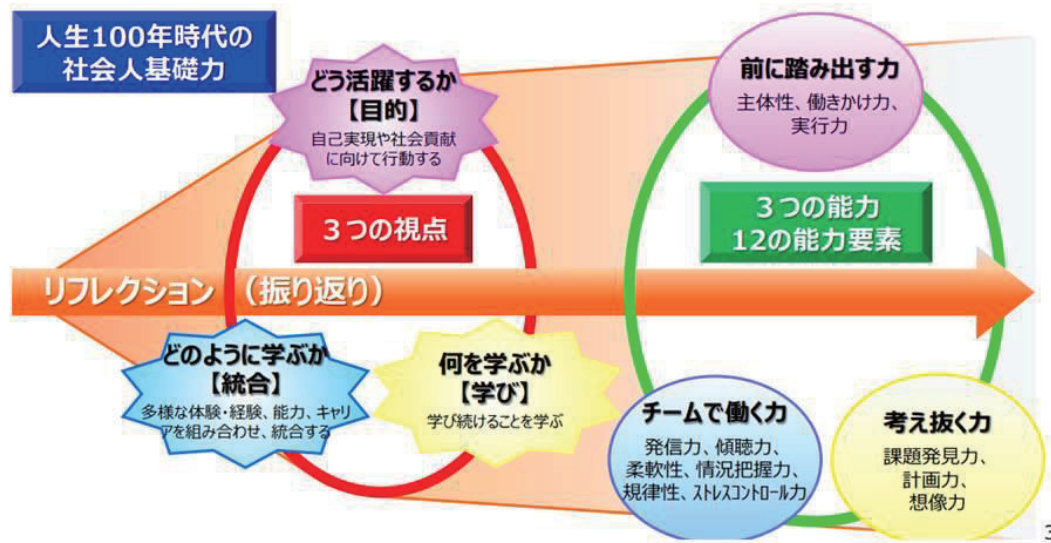 人生100年時代の
社会人基礎力
どう活躍するか
【目的】
自己実現や社会貢献
に向けて行動する
3つの視点
リフレクション （振り返り）
どのように学ぶか
【統合】
多様な体験・経験、能力、キャリ
アを組み合わせ、統合する
何を学ぶか
【学び】
学び続けることを学ぶ
前に踏み出す力
主体性、働きかけ力、
実行力
3つの能力
12の能力要素
チームで働く力
発信力、傾聴力、
柔軟性、情況把握力、
規律性、ストレスコントロール力
考え抜く力
課題発見力、
計画力、
想像力
3